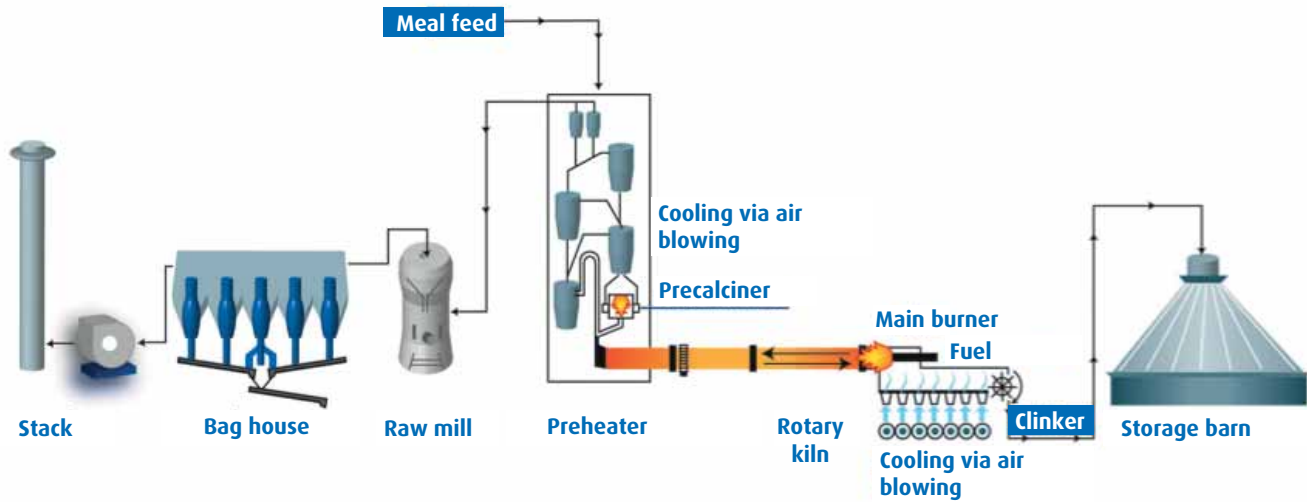 Meal feed
Cooling via air
blowing
Precalciner
Main burner
Fuel
Stack
Bag house
Raw mill
Preheater
Rotary
kiln
Clinker
Storage barn
Cooling via air
blowing